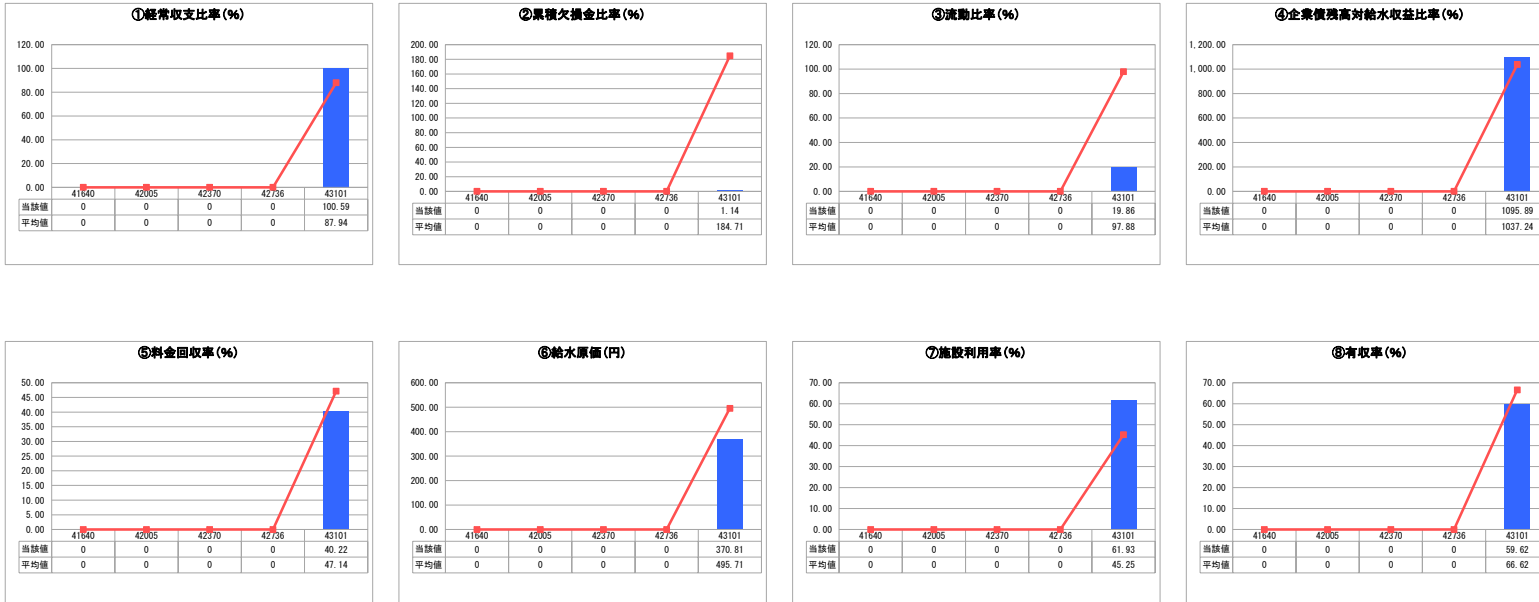 ①経常収支比率(%)
120.00
100.00
80.00
60.00
40.00
20.00
0.00
41640 42005 42370 42736 43101
当該値 0 0 0 0 100.59
平均値 0 0 0 0 87.94
②累積欠損金比率(%)
200.00
180.00
160.00
140.00
120.00
100.00
80.00
60.00
40.00
20.00
0.00
41640 42005 42370 42736 43101
当該値 0 0 0 0 1.14
平均値 0 0 0 0 184.71
③流動比率(%)
120.00
100.00
80.00
60.00
40.00
20.00
0.00
41640 42005 42370 42736 43101
当該値 0 0 0 0 19.86
平均値 0 0 0 0 97.88
④企業債残高対給水収益比率(%)
1,200.00
1,000.00
800.00
600.00
400.00
200.00
0.00
41640 42005 42370 42736 43101
当該値 0 0 0 0 1095.89
平均値 0 0 0 0 1037.24
⑤料金回収率(%)
50.00
45.00
40.00
35.00
30.00
25.00
20.00
15.00
10.00
5.00
0.00
41640 42005 42370 42736 43101
当該値 0 0 0 0 40.22
平均値 0 0 0 0 47.14
⑥給水原価(円)
600.00
500.00
400.00
300.00
200.00
100.00
0.00
41640 42005 42370 42736 43101
当該値 0 0 0 0 370.81
平均値 0 0 0 0 495.71
⑦施設利用率(%)
70.00
60.00
50.00
40.00
30.00
20.00
10.00
0.00
41640 42005 42370 42736 43101
当該値 0 0 0 0 61.93
平均値 0 0 0 0 45.25
⑧有収率(%)
70.00
60.00
50.00
40.00
30.00
20.00
10.00
0.00
41640 42005 42370 42736 43101
当該値 0 0 0 0 59.62
平均値 0 0 0 0 66.62